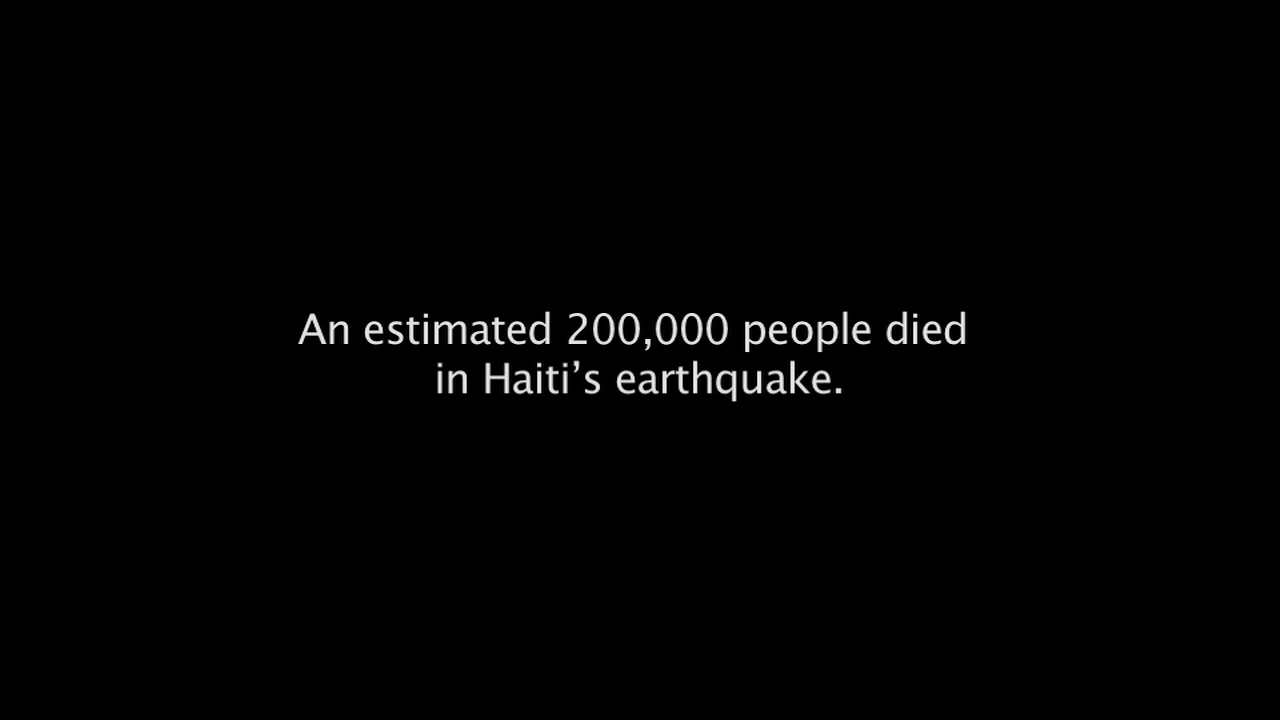 An estimated 200,000 people died
in Haiti’s earthquake.